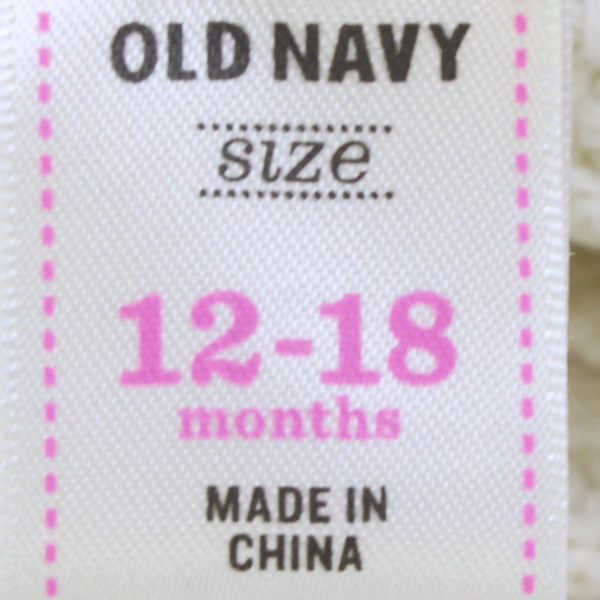 OLD NAVY
size
12-18
months
MADE IN
CHINA